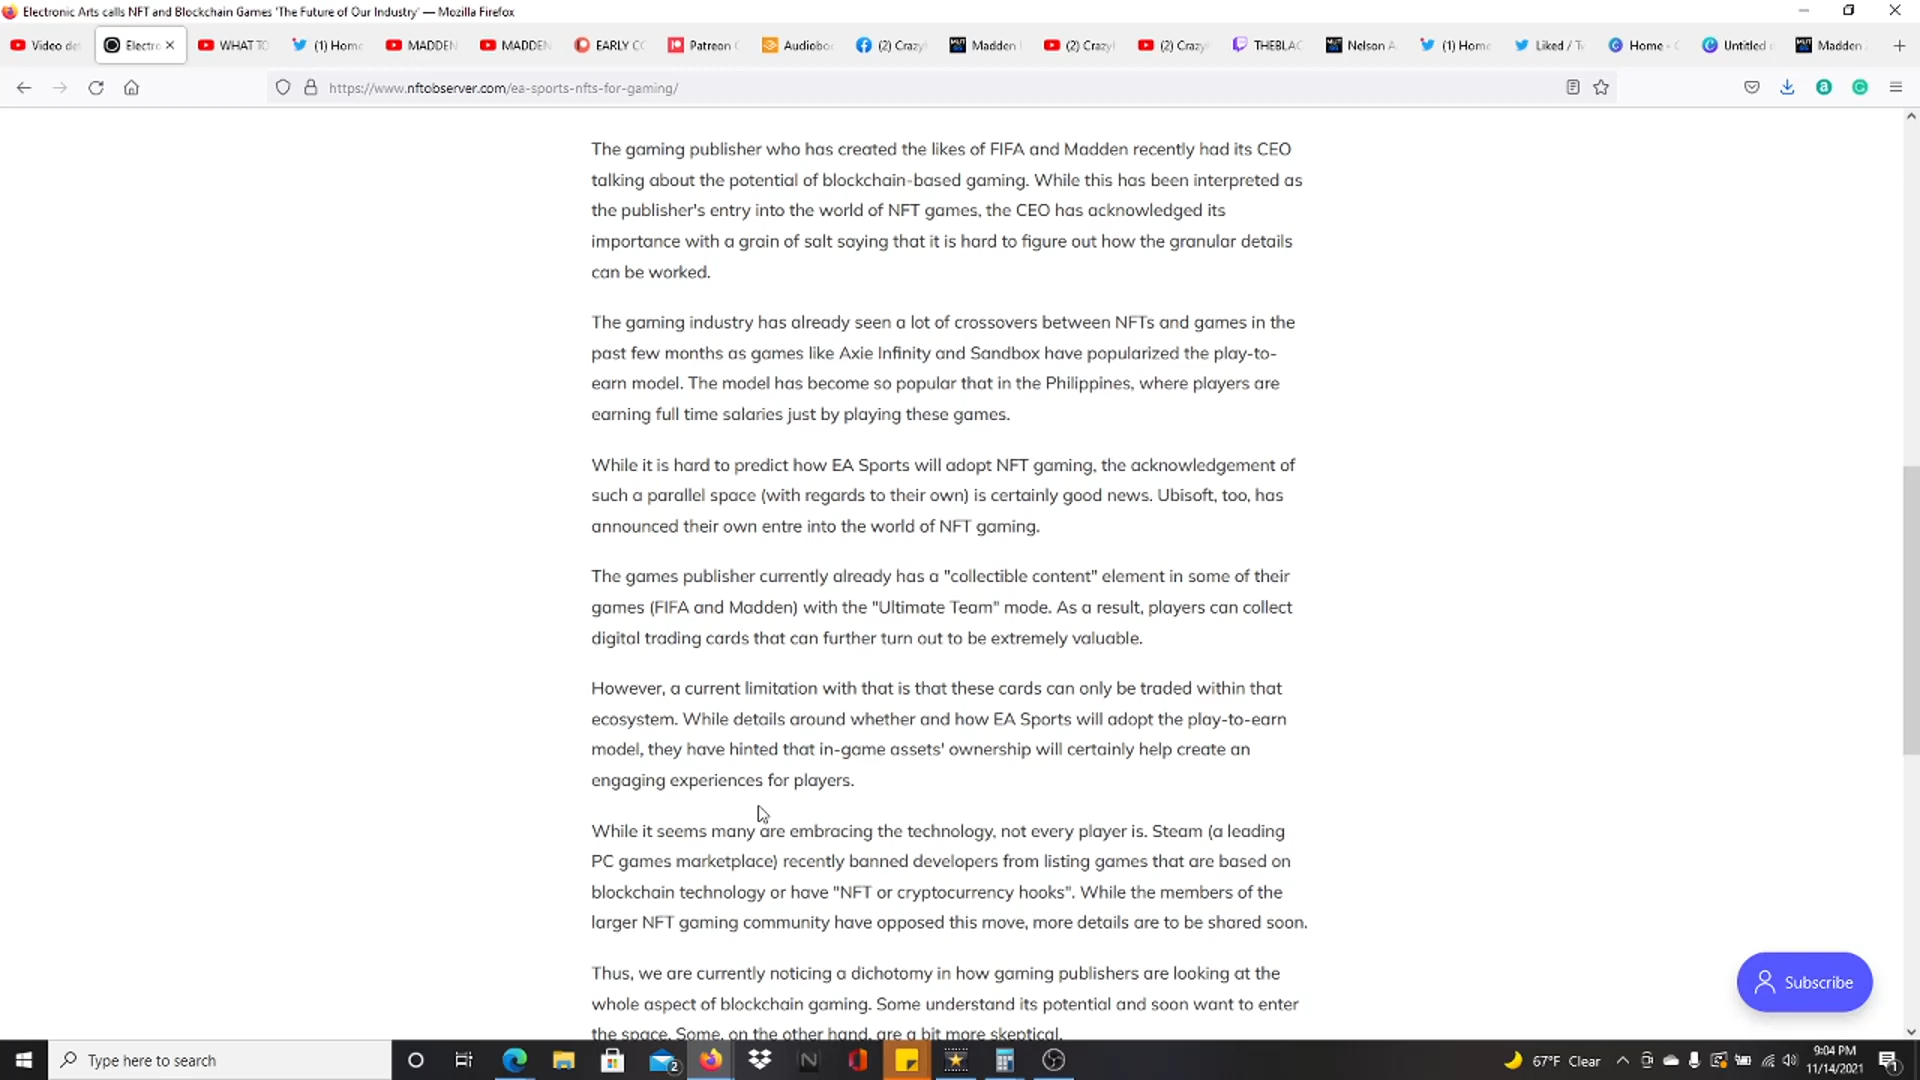 Electronic Arts calls NFT and Blockchain Games 'The Future of Our Industry' — Mozilla Firefox
Video de
Electro
WHAT TO
(1) Home
MADDEN
MADDEN
EARLY CO
Patreon
Audioboo
(2) Crazy
Madden
(2) Crazy
(2) Crazy
THEBLAC
Nelson A
(1) Home
Liked / T
Home -
Untitled
Madden
https://www.nftobserver.com/ea-sports-nfts-for-gaming/
The gaming publisher who has created the likes of FIFA and Madden recently had its CEO
talking about the potential of blockchain-based gaming. While this has been interpreted as
the publisher's entry into the world of NFT games, the CEO has acknowledged its
importance with a grain of salt saying that it is hard to figure out how the granular details
can be worked.
The gaming industry has already seen a lot of crossovers between NFTs and games in the
past few months as games like Axie Infinity and Sandbox have popularized the play-to-
earn model. The model has become so popular that in the Philippines, where players are
earning full time salaries just by playing these games.
While it is hard to predict how EA Sports will adopt NFT gaming, the acknowledgement of
such a parallel space (with regards to their own) is certainly good news. Ubisoft, too, has
announced their own entre into the world of NFT gaming.
The games publisher currently already has a "collectible content" element in some of their
games (FIFA and Madden) with the "Ultimate Team" mode. As a result, players can collect
digital trading cards that can further turn out to be extremely valuable.
However, a current limitation with that is that these cards can only be traded within that
ecosystem. While details around whether and how EA Sports will adopt the play-to-earn
model, they have hinted that in-game assets' ownership will certainly help create an
engaging experiences for players.
While it seems many are embracing the technology, not every player is. Steam (a leading
PC games marketplace) recently banned developers from listing games that are based on
blockchain technology or have "NFT or cryptocurrency hooks". While the members of the
larger NFT gaming community have opposed this move, more details are to be shared soon.
Thus, we are currently noticing a dichotomy in how gaming publishers are looking at the
whole aspect of blockchain gaming. Some understand its potential and soon want to enter
the space. Some, on the other hand, are a bit more skeptical.
Subscribe
Type here to search
2
67°F Clear
9:04 PM
11/14/2021
1